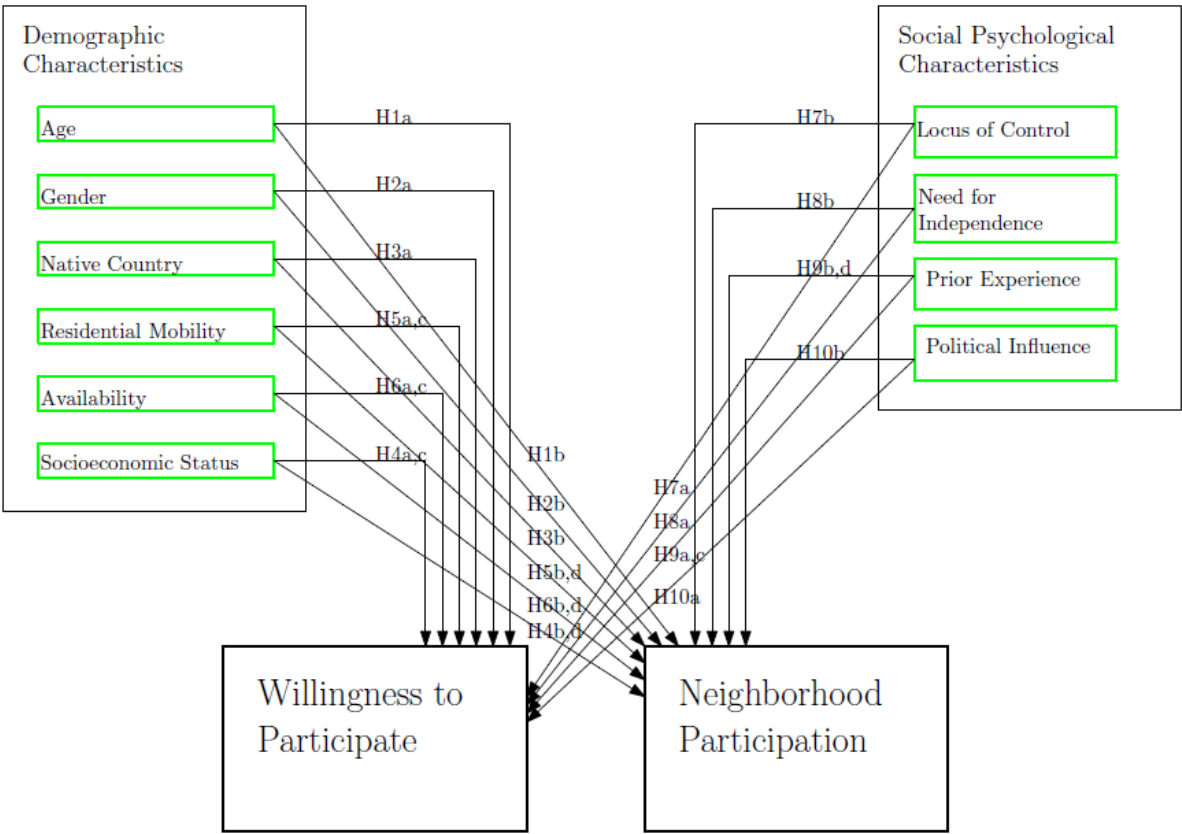 Demographic
Characteristics
Age
Gender
Native Country
Residential Mobility
Availability
Socioeconomic Status
H1a
H2a
H3a
H5a,c
H6a,c
H4a,c
H1b
H2b
H3b
H5b,d
H6b,d
H4b,d
Social Psychological
Characteristics
Locus of Control
Need for
Independence
Prior Experience
Political Influence
H7b
H8b
H9b,d
H10b
H7a
H8a
H9a,c
H10a
Willingness to
Participate
Neighborhood
Participation